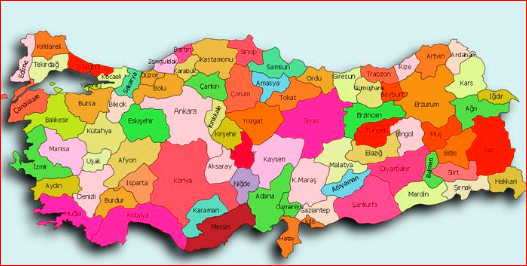 Kırklareli
Edirne
Tekirdağ
İstanbul
Kocaeli
Sakarya
Düzce
Zonguldak
Bartın
Karabük
Kastamonu
Sinop
Samsun
Ordu
Giresun
Trabzon
Rize
Artvin
Ardahan
Kars
Iğdır
Ağrı
Çanakkale
Balıkesir
Bursa
Bilecik
Bolu
Ankara
Çankırı
Çorum
Amasya
Tokat
Gümüşhane
Bayburt
Erzurum
Erzincan
Tunceli
Bingöl
Muş
Van
Kütahya
Eskişehir
Kırıkkale
Kırşehir
Yozgat
Sivas
Manisa
Uşak
Afyon
İzmir
Aydın
Denizli
Isparta
Burdur
Muğla
Antalya
Konya
Aksaray
Niğde
Kayseri
Malatya
Elazığ
Diyarbakır
Batman
Bitlis
Siirt
Şırnak
Hakkari
Mardin
Şanlıurfa
Adıyaman
K.Maraş
Gaziantep
Osmaniye
Adana
Hatay
Mersin
Karaman